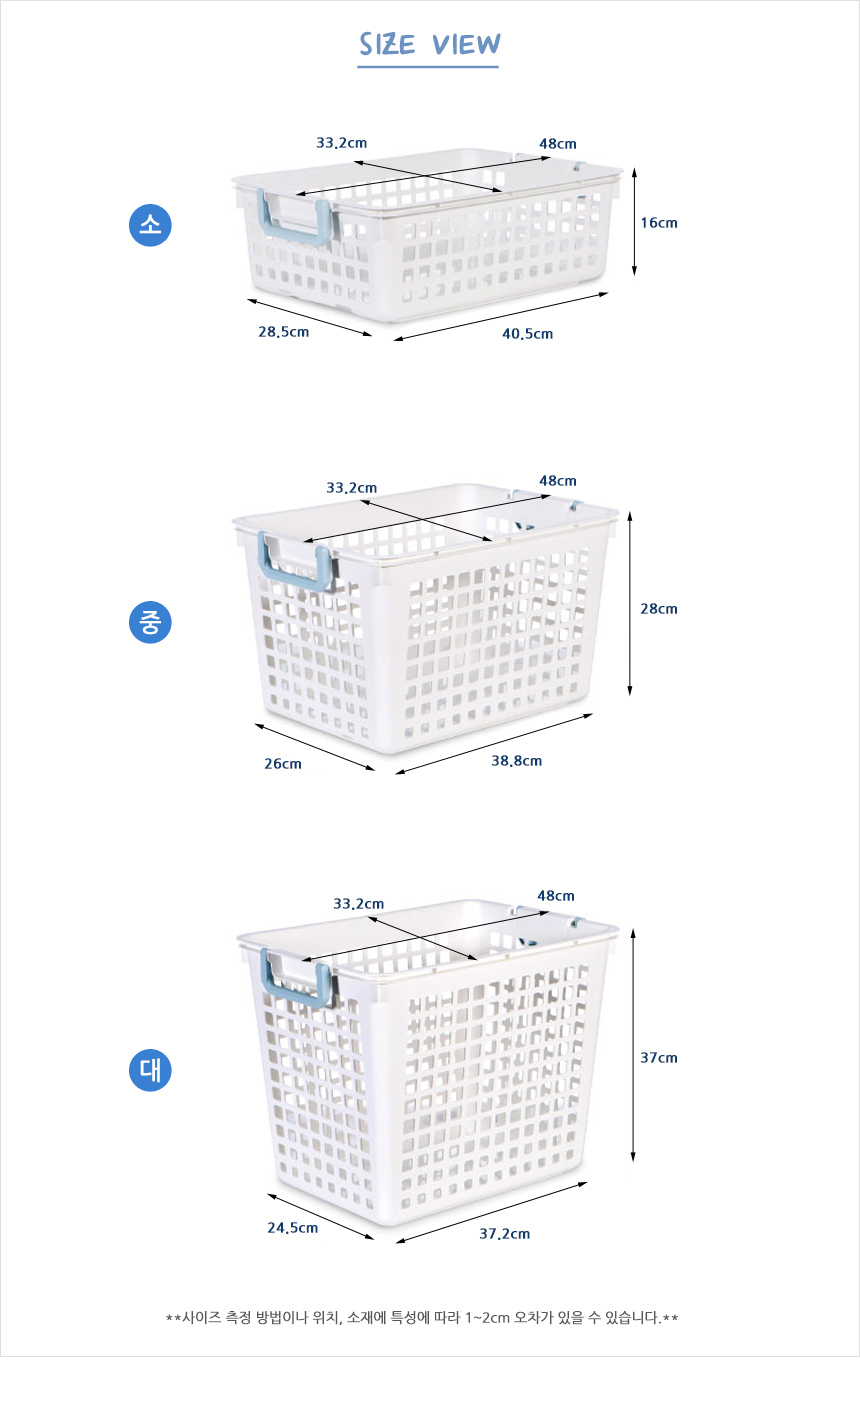 SIZE VIEW
33.2cm
48cm
소
16cm
28.5cm
40.5cm
33.2cm
48cm
중
28cm
26cm
38.8cm
33.2cm
48cm
대
37cm
24.5cm
37.2cm
**사이즈 측정 방법이나 위치, 소재에 특성에 따라 1~2cm 오차가 있을 수 있습니다.**